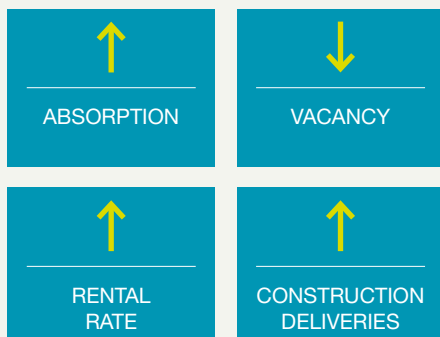 ABSORPTION
VACANCY
RENTAL
RATE
CONSTRUCTION
DELIVERIES